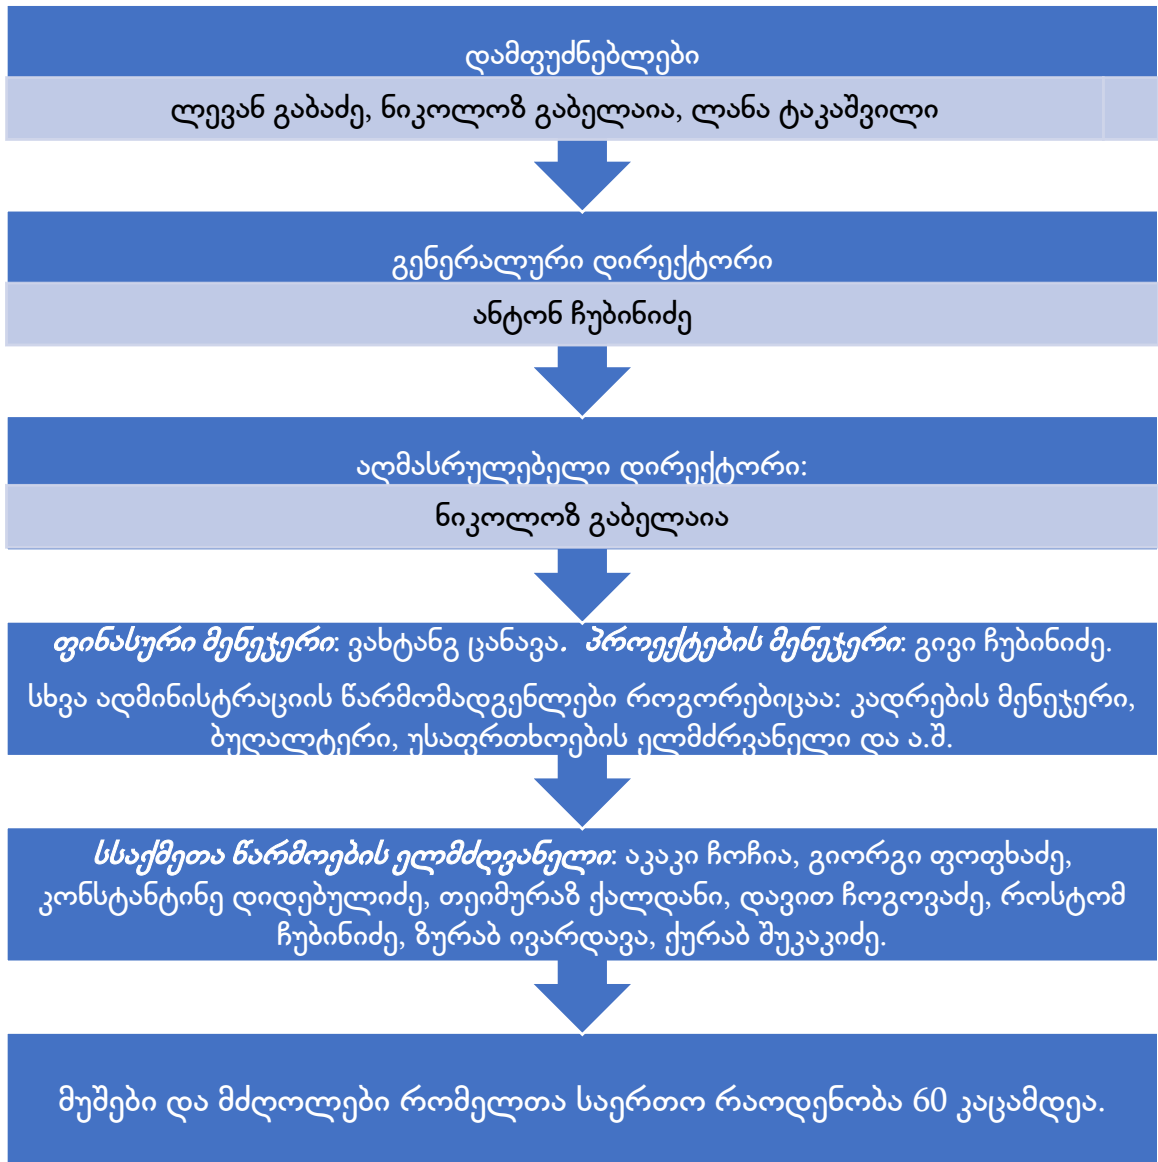 დამფუძნებლები
ლევან გაბაძე, ნიკოლოზ გაბელაია, ლანა ტაკაშვილი
გენერალური დირექტორი
ანტონ ჩუბინიძე
აღმასრულებელი დირექტორი:
ნიკოლოზ გაბელაია
ფინასური მენეჯერი: ვახტანგ ცანავა. პროექტების მენეჯერი: გივი ჩუბინიძე.
სხვა ადმინისტრაციის წარმომადგენლები როგორებიცაა: კადრების მენეჯერი,
ბუღალტერი, უსაფრთხოების ელმძრვანელი და ა.შ.
სსაქმეთა წარმოების ელმძღვანელი: აკაკი ჩოჩია, გიორგი ფოფხაძე,
კონსტანტინე დიდებულიძე, თეიმურაზ ქალდანი, დავით ჩოგოვაძე, როსტომ
ჩუბინიძე, ზურაბ ივარდავა, ქურაბ შუკაკიძე.
მუშები და მძღოლები რომელთა საერთო რაოდენობა 60 კაცამდეა.